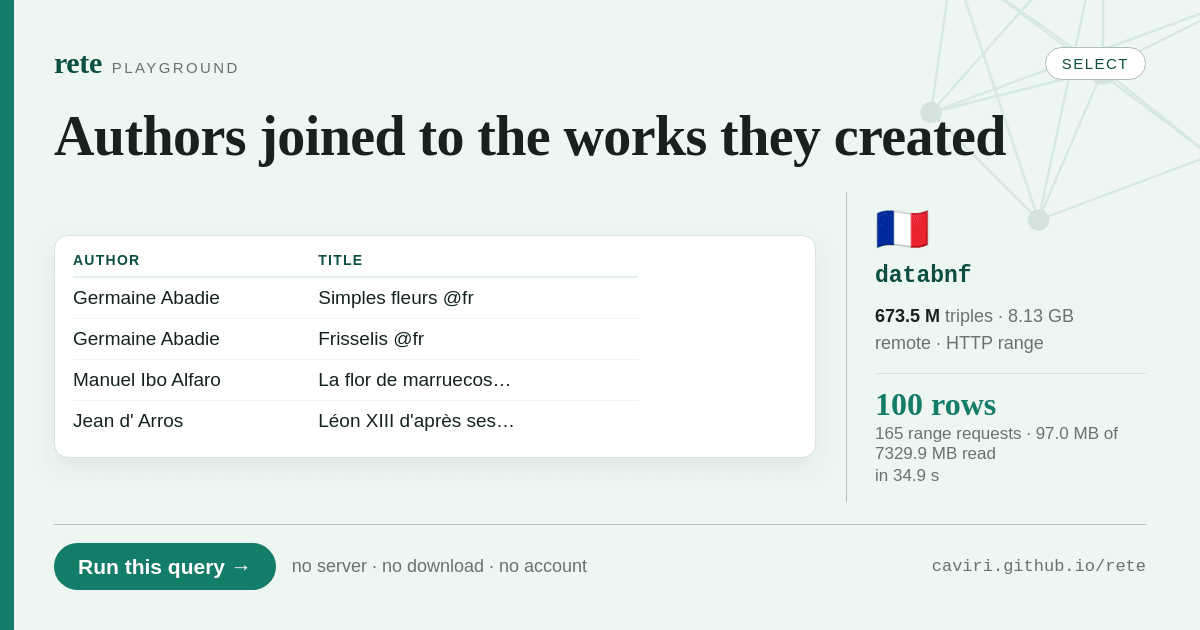 rete PLAYGROUND
SELECT
Authors joined to the works they created
AUTHOR TITLE
Germaine Abadie Simples fleurs @fr
Germaine Abadie Frisselis @fr
Manuel Ibo Alfaro La flor de marruecos…
Jean d' Arros Léon XIII d'après ses…
databnf
673.5 M triples · 8.13 GB
remote · HTTP range
100 rows
165 range requests · 97.0 MB of
7329.9 MB read
in 34.9 s
Run this query →
no server · no download · no account
caviri.github.io/rete